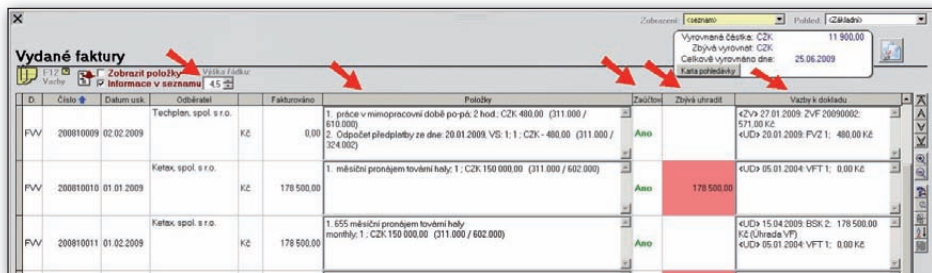 Zobrazení: <seznam> Pohled: <Základní>
Vyrovnaná částka: CZK 11 900,00
Zbývá vyrovnat: CZK
Celkově vyrovnáno dne: 25.06.2009
Karta pohledávky
Vydané faktury
F12 Vazby
Zobrazit položky Výška řádku:
Informace v seznamu 4,5
D. Číslo Datum usk. Odběratel Fakturováno Položky Zaúčtov Zbývá uhradit Vazby k dokladu
FVV 200810009 02.02.2009 Techplan, spol. s r.o. Kč 0,00
1. práce v mimopracovní době po-pá; 2 hod.; CZK 480,00 (311.000 /
610.000)
2. Odpočet předplatby ze dne: 20.01.2009, VS: 1; 1 ; CZK - 480,00 (311.000 /
324.002)
Ano
<ZV> 27.01.2009: ZVF 20090002;
571,00 Kč
<UD> 20.01.2009: PVZ 1; 480,00 Kč
FVV 200810010 01.01.2009 Ketax, spol. s r.o. Kč 178 500,00
1. měsíční pronájem tovární haly; 1 ; CZK 150 000,00 (311.000 / 602.000)
Ano 178 500,00
<UD> 05.01.2004: VFT 1; 0,00 Kč
FVV 200810011 01.02.2009 Ketax, spol. s r.o. Kč 178 500,00
1. 655 měsíční pronájem tovární haly
monthly; 1 ; CZK 150 000,00 (311.000 / 602.000)
Ano
<UD> 15.04.2009: BSK 2; 178 500,00
Kč (Úhrada VF)
<UD> 05.01.2004: VFT 1; 0,00 Kč